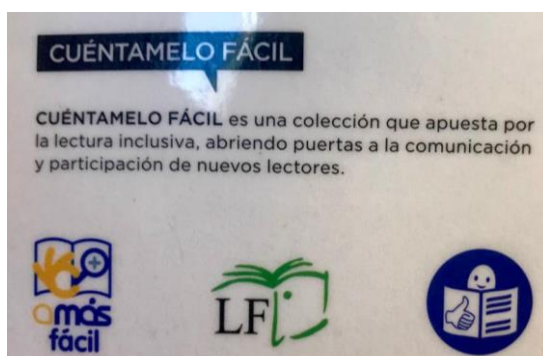 CUÉNTAMELO FÁCIL
CUÉNTAMELO FÁCIL es una colección que apuesta por
la lectura inclusiva, abriendo puertas a la comunicación
y participación de nuevos lectores.
amás
fácil
LF